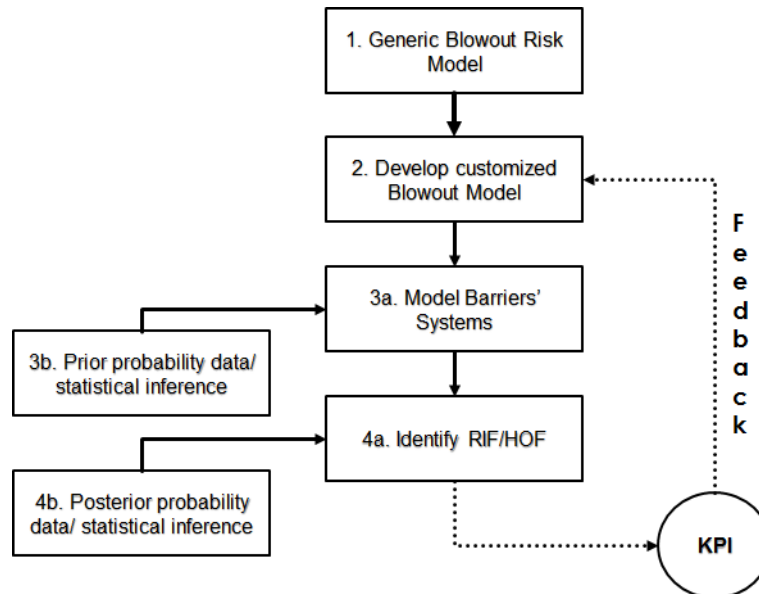 1. Generic Blowout Risk
Model
2. Develop customized
Blowout Model
3a. Model Barriers'
Systems
3b. Prior probability data/
statistical inference
4a. Identify RIF/HOF
4b. Posterior probability
data/ statistical inference
KPI
Feedback